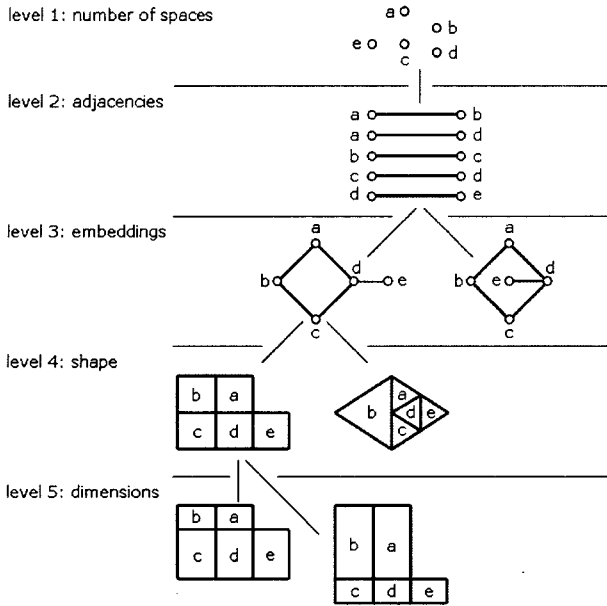 level 1: number of spaces
a
b
e
c
d
level 2: adjacencies
a b
a d
b c
c d
d e
level 3: embeddings
a
b d e
c
a
b e d
c
level 4: shape
b a
c d e
b a d e c
level 5: dimensions
b a
c d e
b a
c d e